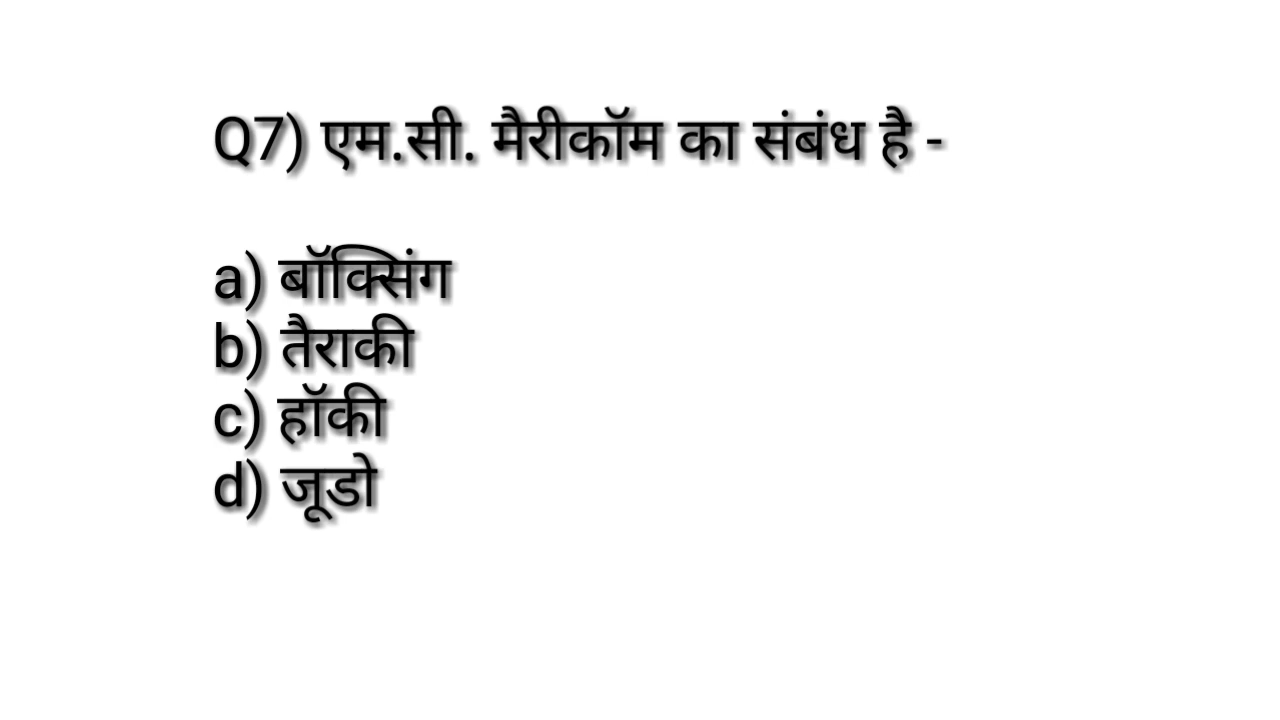 Q7) एम.सी. मैरीकॉम का संबंध है -
a) बॉक्सिंग
b) तैराकी
c) हॉकी
d) जूडो